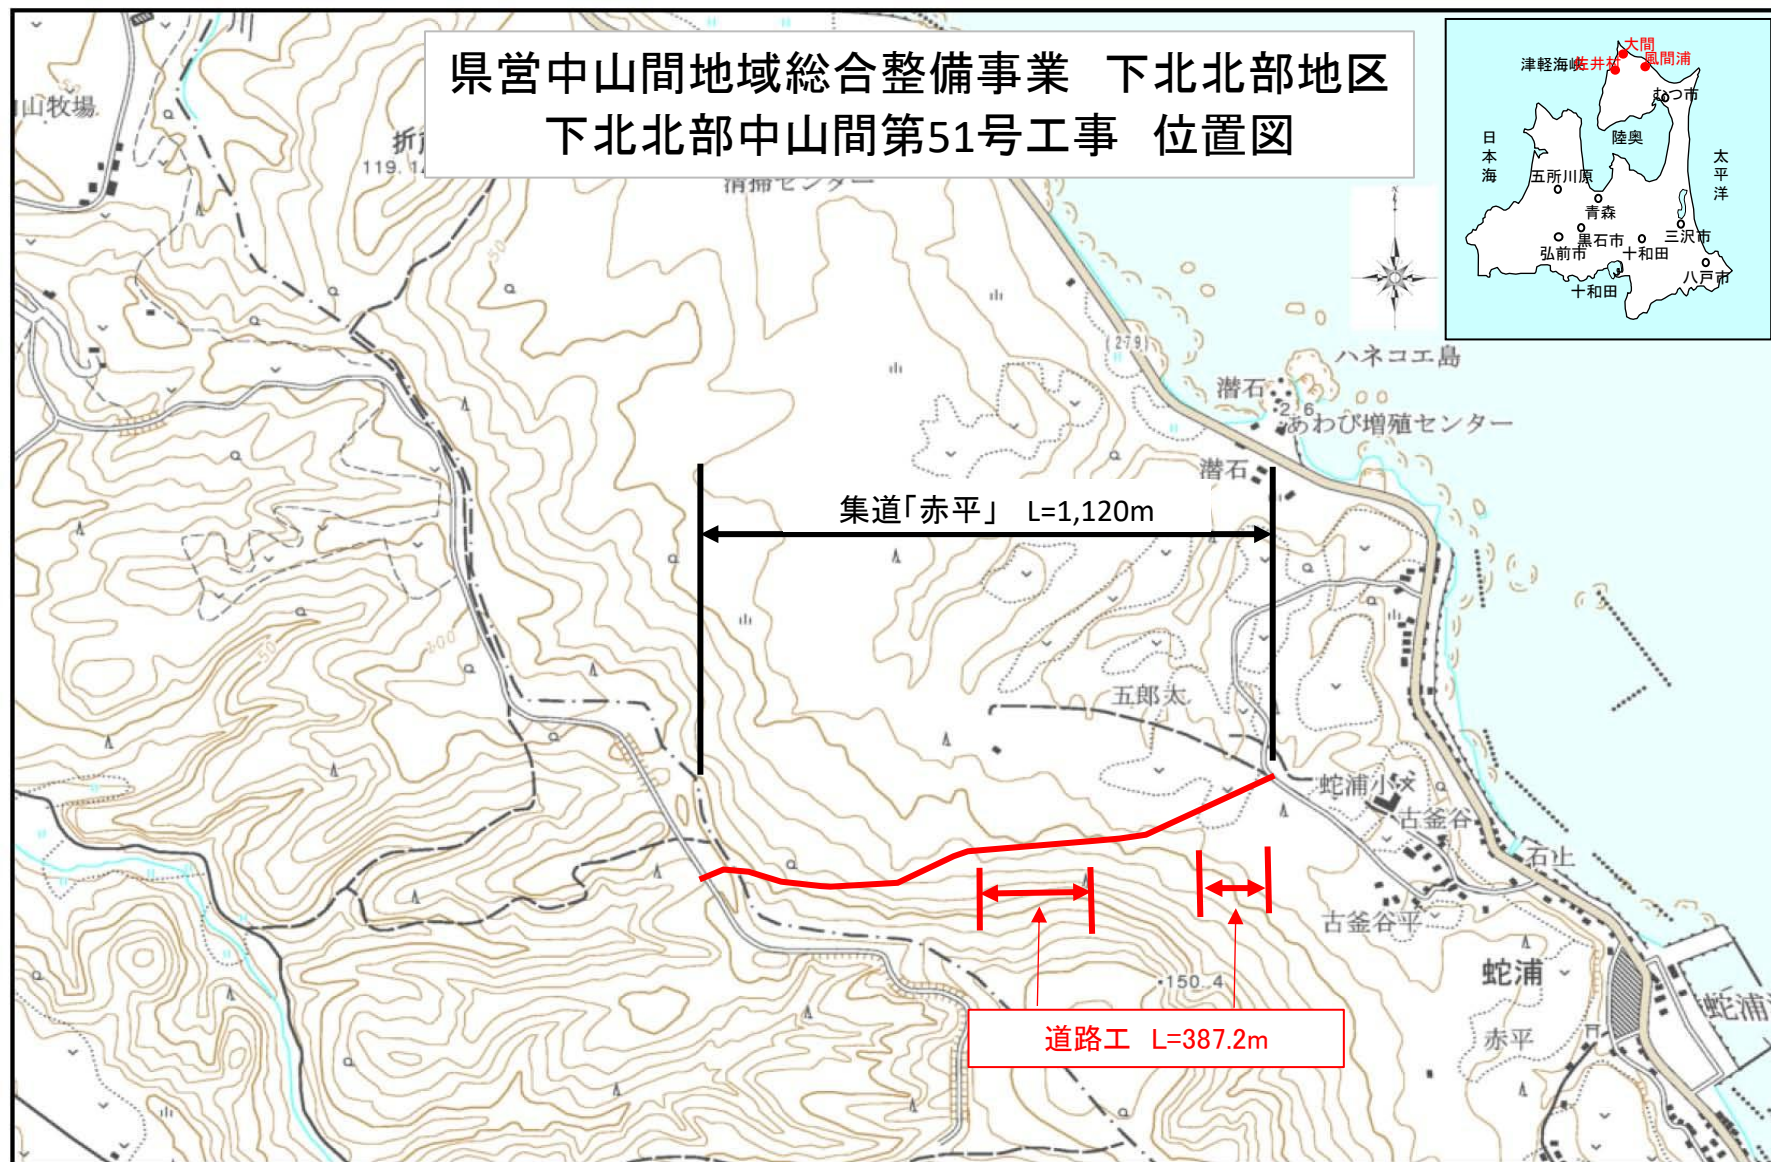 県営中山間地域総合整備事業 下北北部地区
下北北部中山間第51号工事 位置図
大間
津軽海峡
佐井村
風間浦
むつ市
陸奥
日本海
太平洋
五所川原
青森
黒石市
弘前市
十和田
三沢市
八戸市
十和田
山牧場
折
119.1
清掃センター
50
(279)
ハネコエ島
潜石
2.6
あわび増殖センター
潜石
集道「赤平」 L=1,120m
50
100
五郎太
蛇浦小
古釜谷
石止
古釜谷平
蛇浦
・150.4
蛇浦
赤平
道路工 L=387.2m